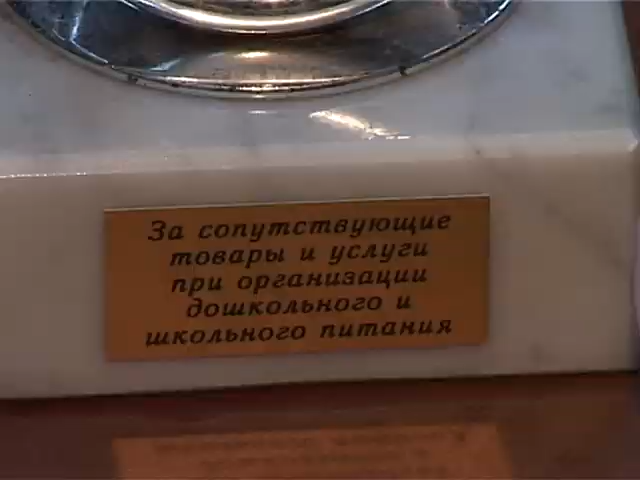 За сопутствующие
товары и услуги
при организации
дошкольного и
школьного питания